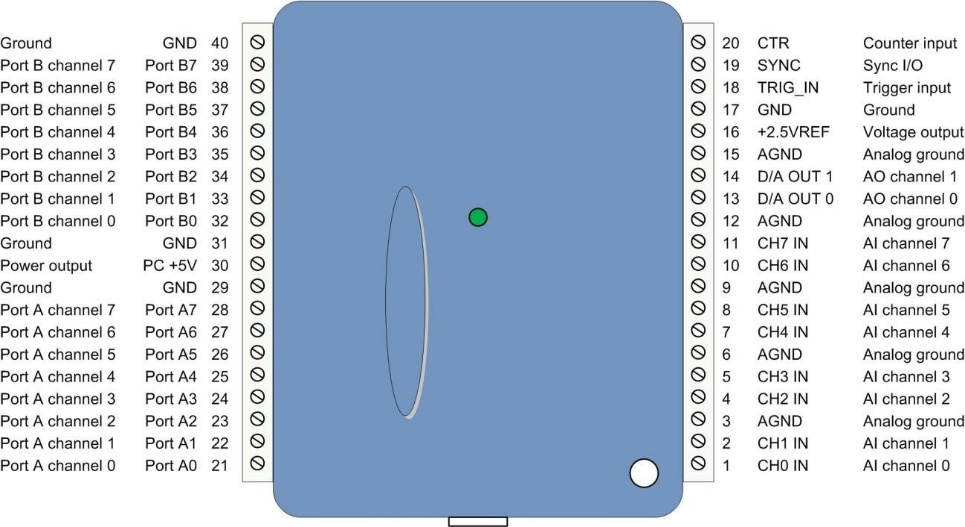 Ground GND 40
Port B channel 7 Port B7 39
Port B channel 6 Port B6 38
Port B channel 5 Port B5 37
Port B channel 4 Port B4 36
Port B channel 3 Port B3 35
Port B channel 2 Port B2 34
Port B channel 1 Port B1 33
Port B channel 0 Port B0 32
Ground GND 31
Power output PC +5V 30
Ground GND 29
Port A channel 7 Port A7 28
Port A channel 6 Port A6 27
Port A channel 5 Port A5 26
Port A channel 4 Port A4 25
Port A channel 3 Port A3 24
Port A channel 2 Port A2 23
Port A channel 1 Port A1 22
Port A channel 0 Port A0 21
20 CTR Counter input
19 SYNC Sync I/O
18 TRIG_IN Trigger input
17 GND Ground
16 +2.5VREF Voltage output
15 AGND Analog ground
14 D/A OUT 1 AO channel 1
13 D/A OUT 0 AO channel 0
12 AGND Analog ground
11 CH7 IN AI channel 7
10 CH6 IN AI channel 6
9 AGND Analog ground
8 CH5 IN AI channel 5
7 CH4 IN AI channel 4
6 AGND Analog ground
5 CH3 IN AI channel 3
4 CH2 IN AI channel 2
3 AGND Analog ground
2 CH1 IN AI channel 1
1 CH0 IN AI channel 0